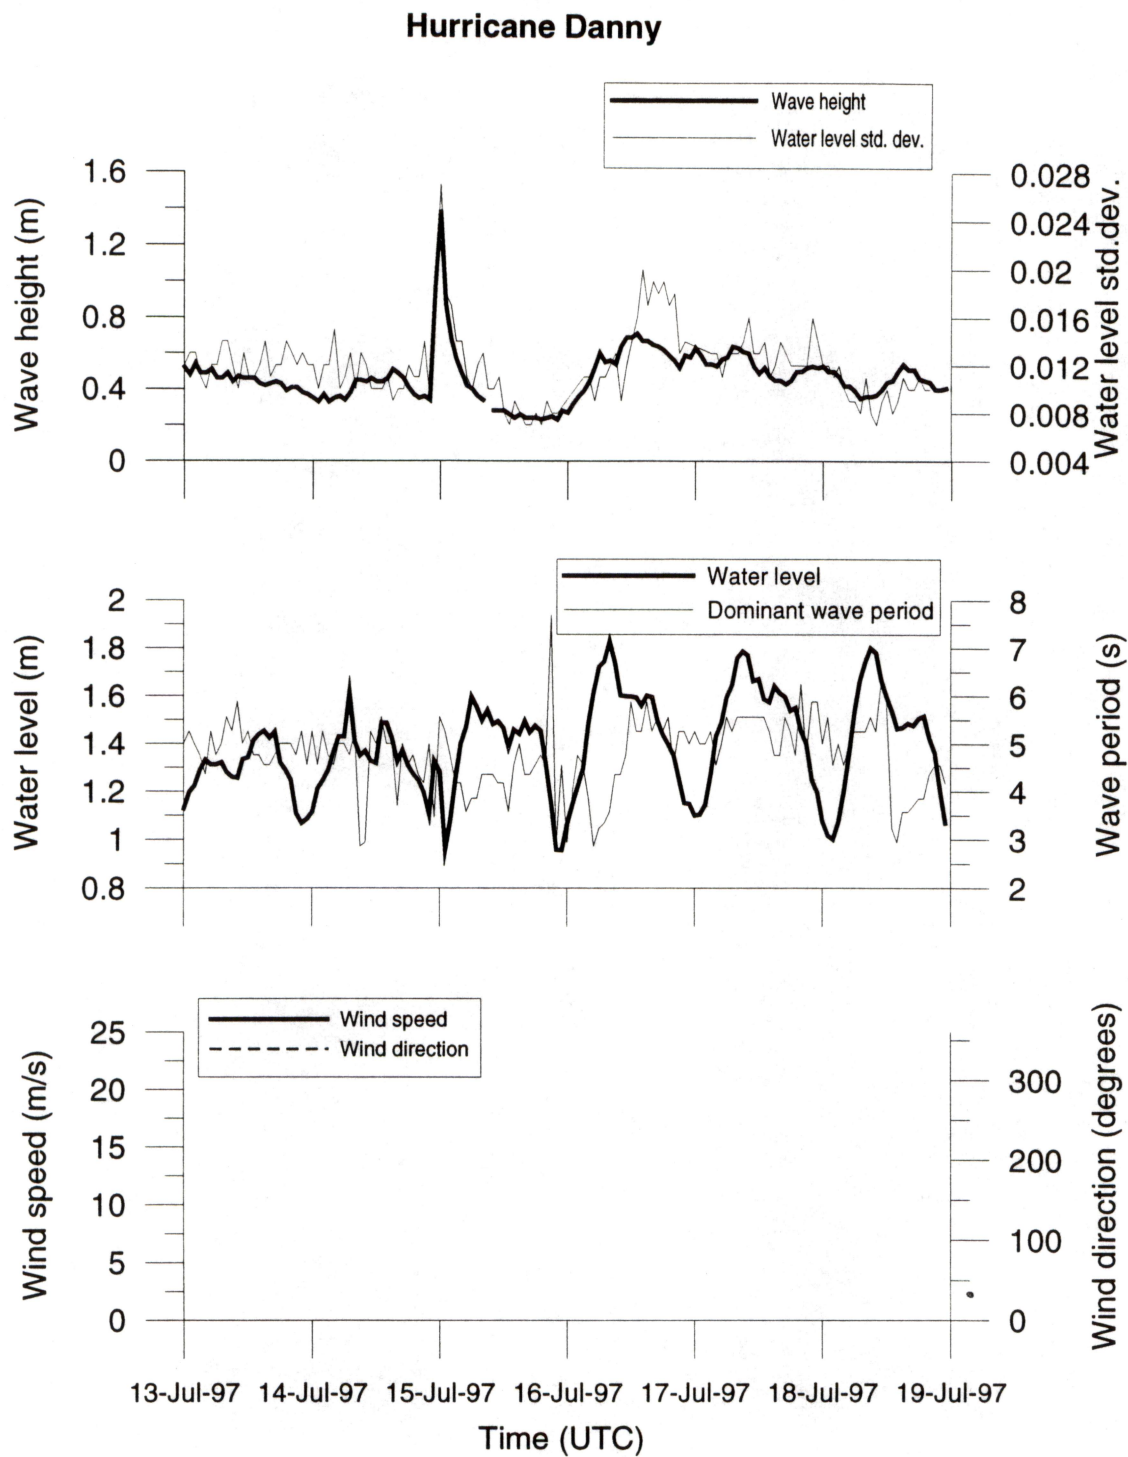 Hurricane Danny
Wave height
Water level std. dev.
Wave height (m)
1.6
1.2
0.8
0.4
0
0.028
0.024
0.02
0.016
0.012
0.008
0.004
Water level std.dev.
Water level
Dominant wave period
Water level (m)
2
1.8
1.6
1.4
1.2
1
0.8
8
7
6
5
4
3
2
Wave period (s)
Wind speed
Wind direction
Wind speed (m/s)
25
20
15
10
5
0
300
200
100
0
Wind direction (degrees)
13-Jul-97 14-Jul-97 15-Jul-97 16-Jul-97 17-Jul-97 18-Jul-97 19-Jul-97
Time (UTC)